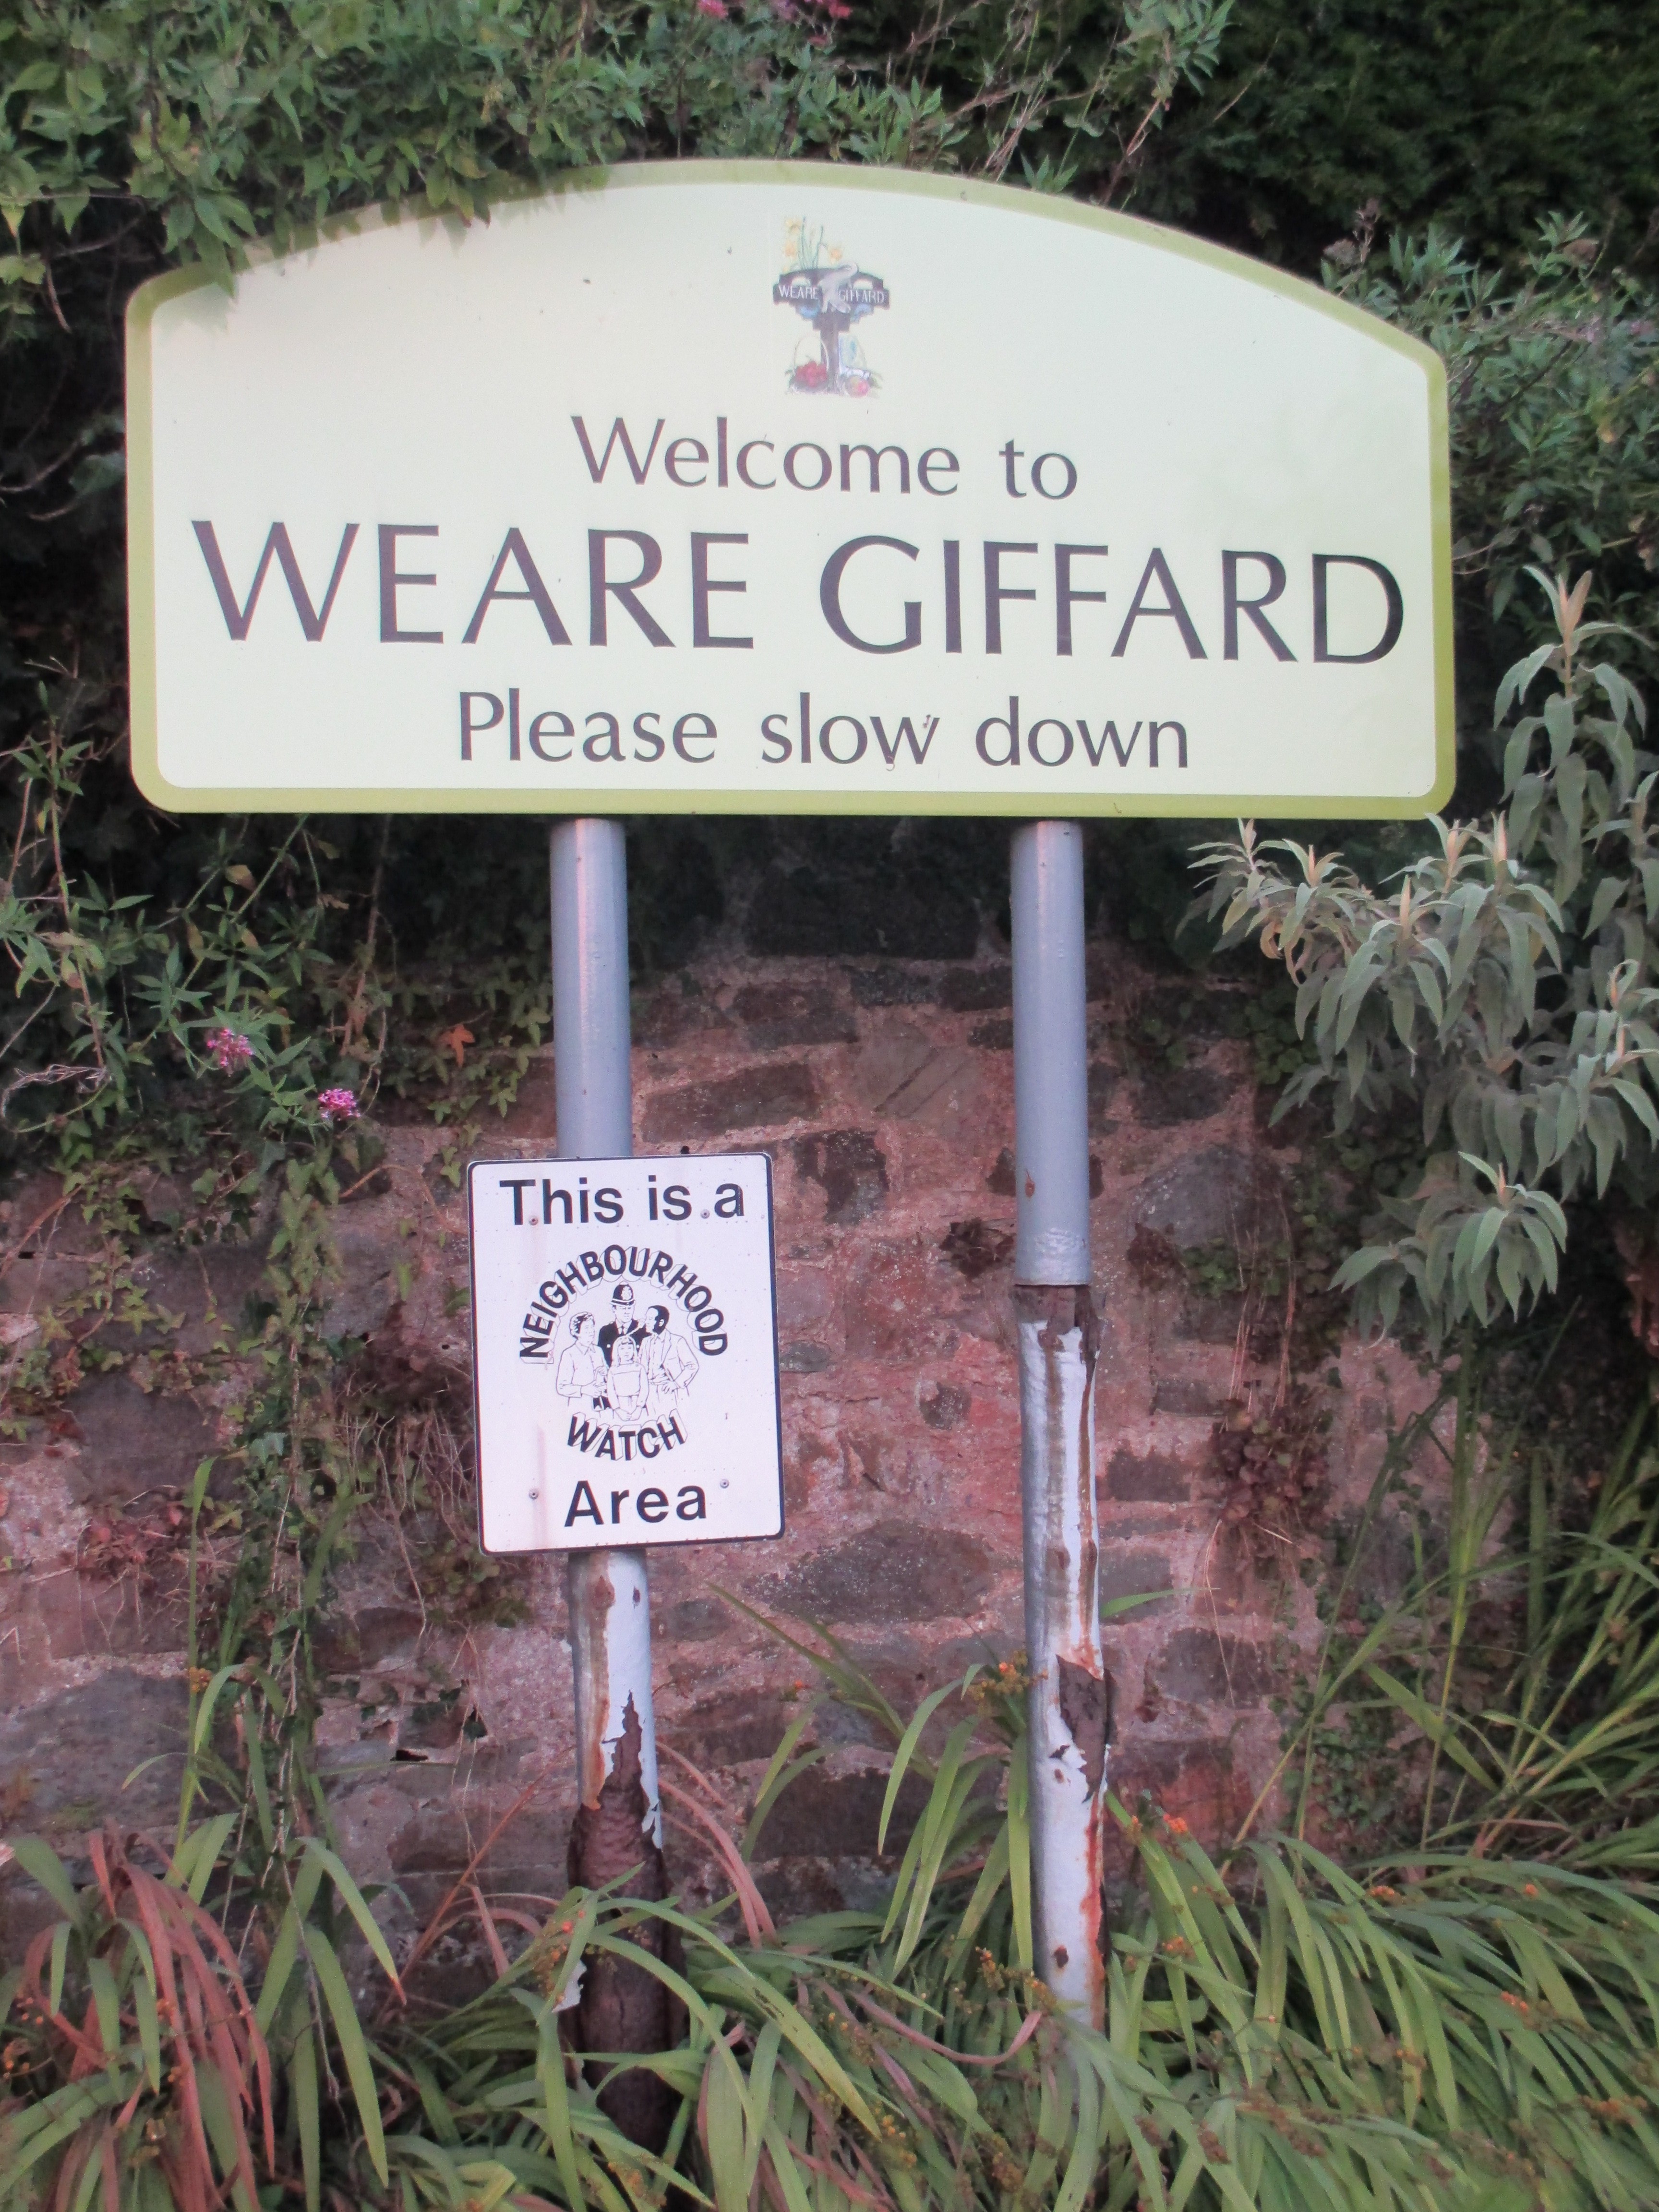 WEARE GIFFARD
Welcome to
WEARE GIFFARD
Please slow down
This is a
NEIGHBOURHOOD
WATCH
Area